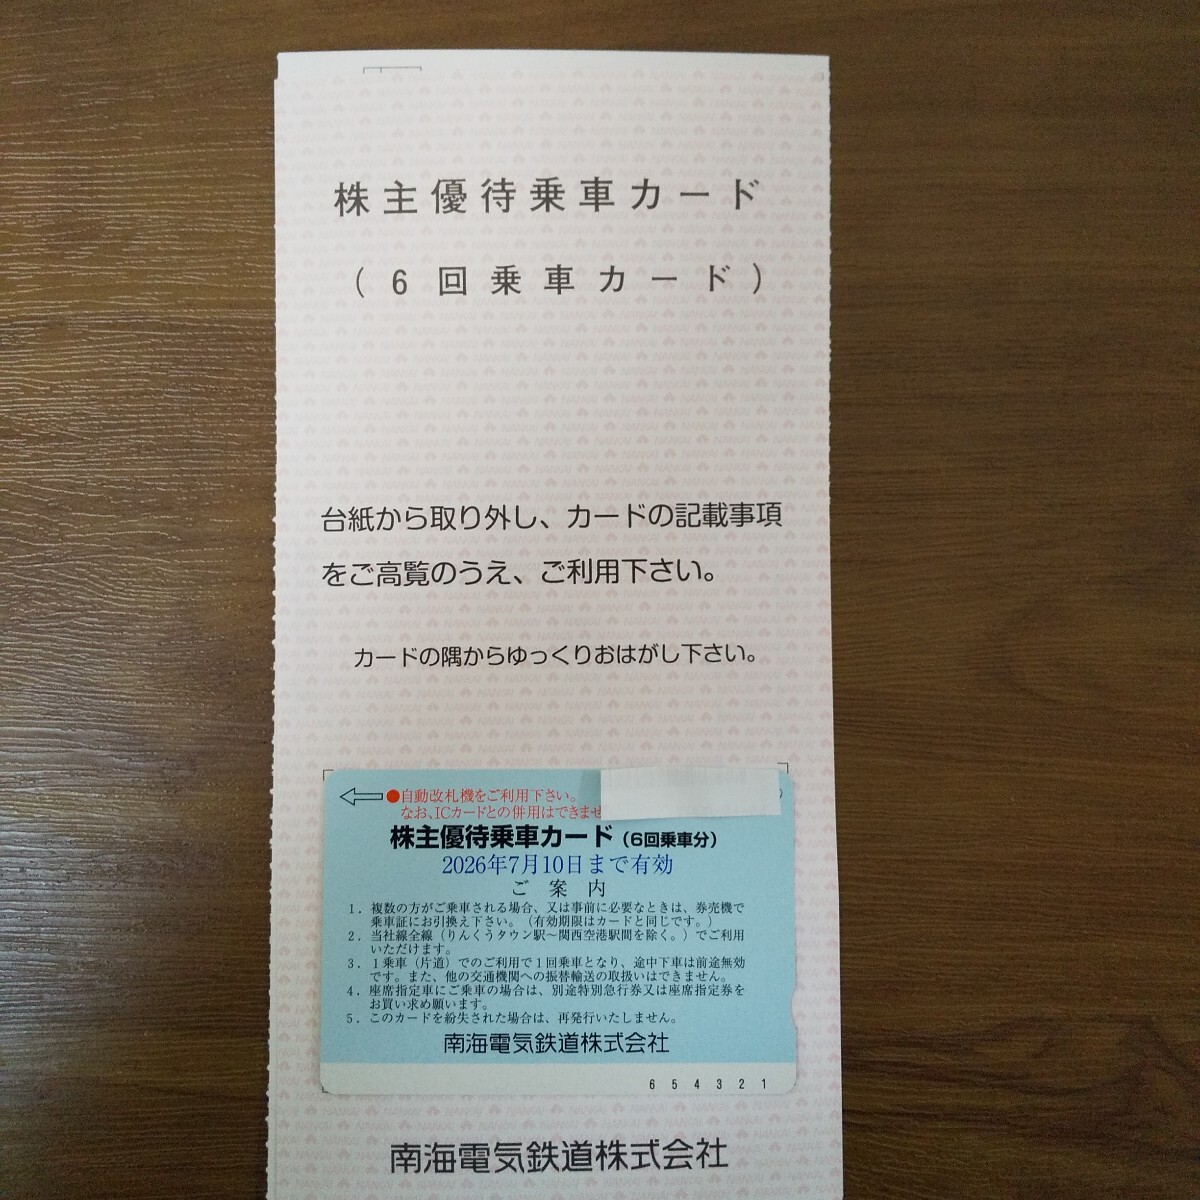 株主優待乗車カード
(6回乗車カード)
台紙から取り外し、カードの記載事項
をご高覧のうえ、ご利用下さい。
カードの隅からゆっくりおはがし下さい。
●自動改札機をご利用下さい。
なお、ICカードとの併用はできませ
株主優待乗車カード(6回乗車分)
2026年7月10日まで有効
ご案内
1．複数の方がご乗車される場合、又は事前に必要なときは、券売機で
乗車証にお引換え下さい。(有効期限はカードと同じです。)
2．当社線全線(りんくうタウン駅～関西空港駅間を除く。)でご利用
いただけます。
3．1乗車(片道)でのご利用で1回乗車となり、途中下車は前途無効
です。また、他の交通機関への振替輸送の取扱いはできません。
4．座席指定車にご乗車の場合は、別途特別急行券又は座席指定券を
お買い求め願います。
5．このカードを紛失された場合は、再発行いたしません。
南海電気鉄道株式会社
6 5 4 3 2 1
南海電気鉄道株式会社